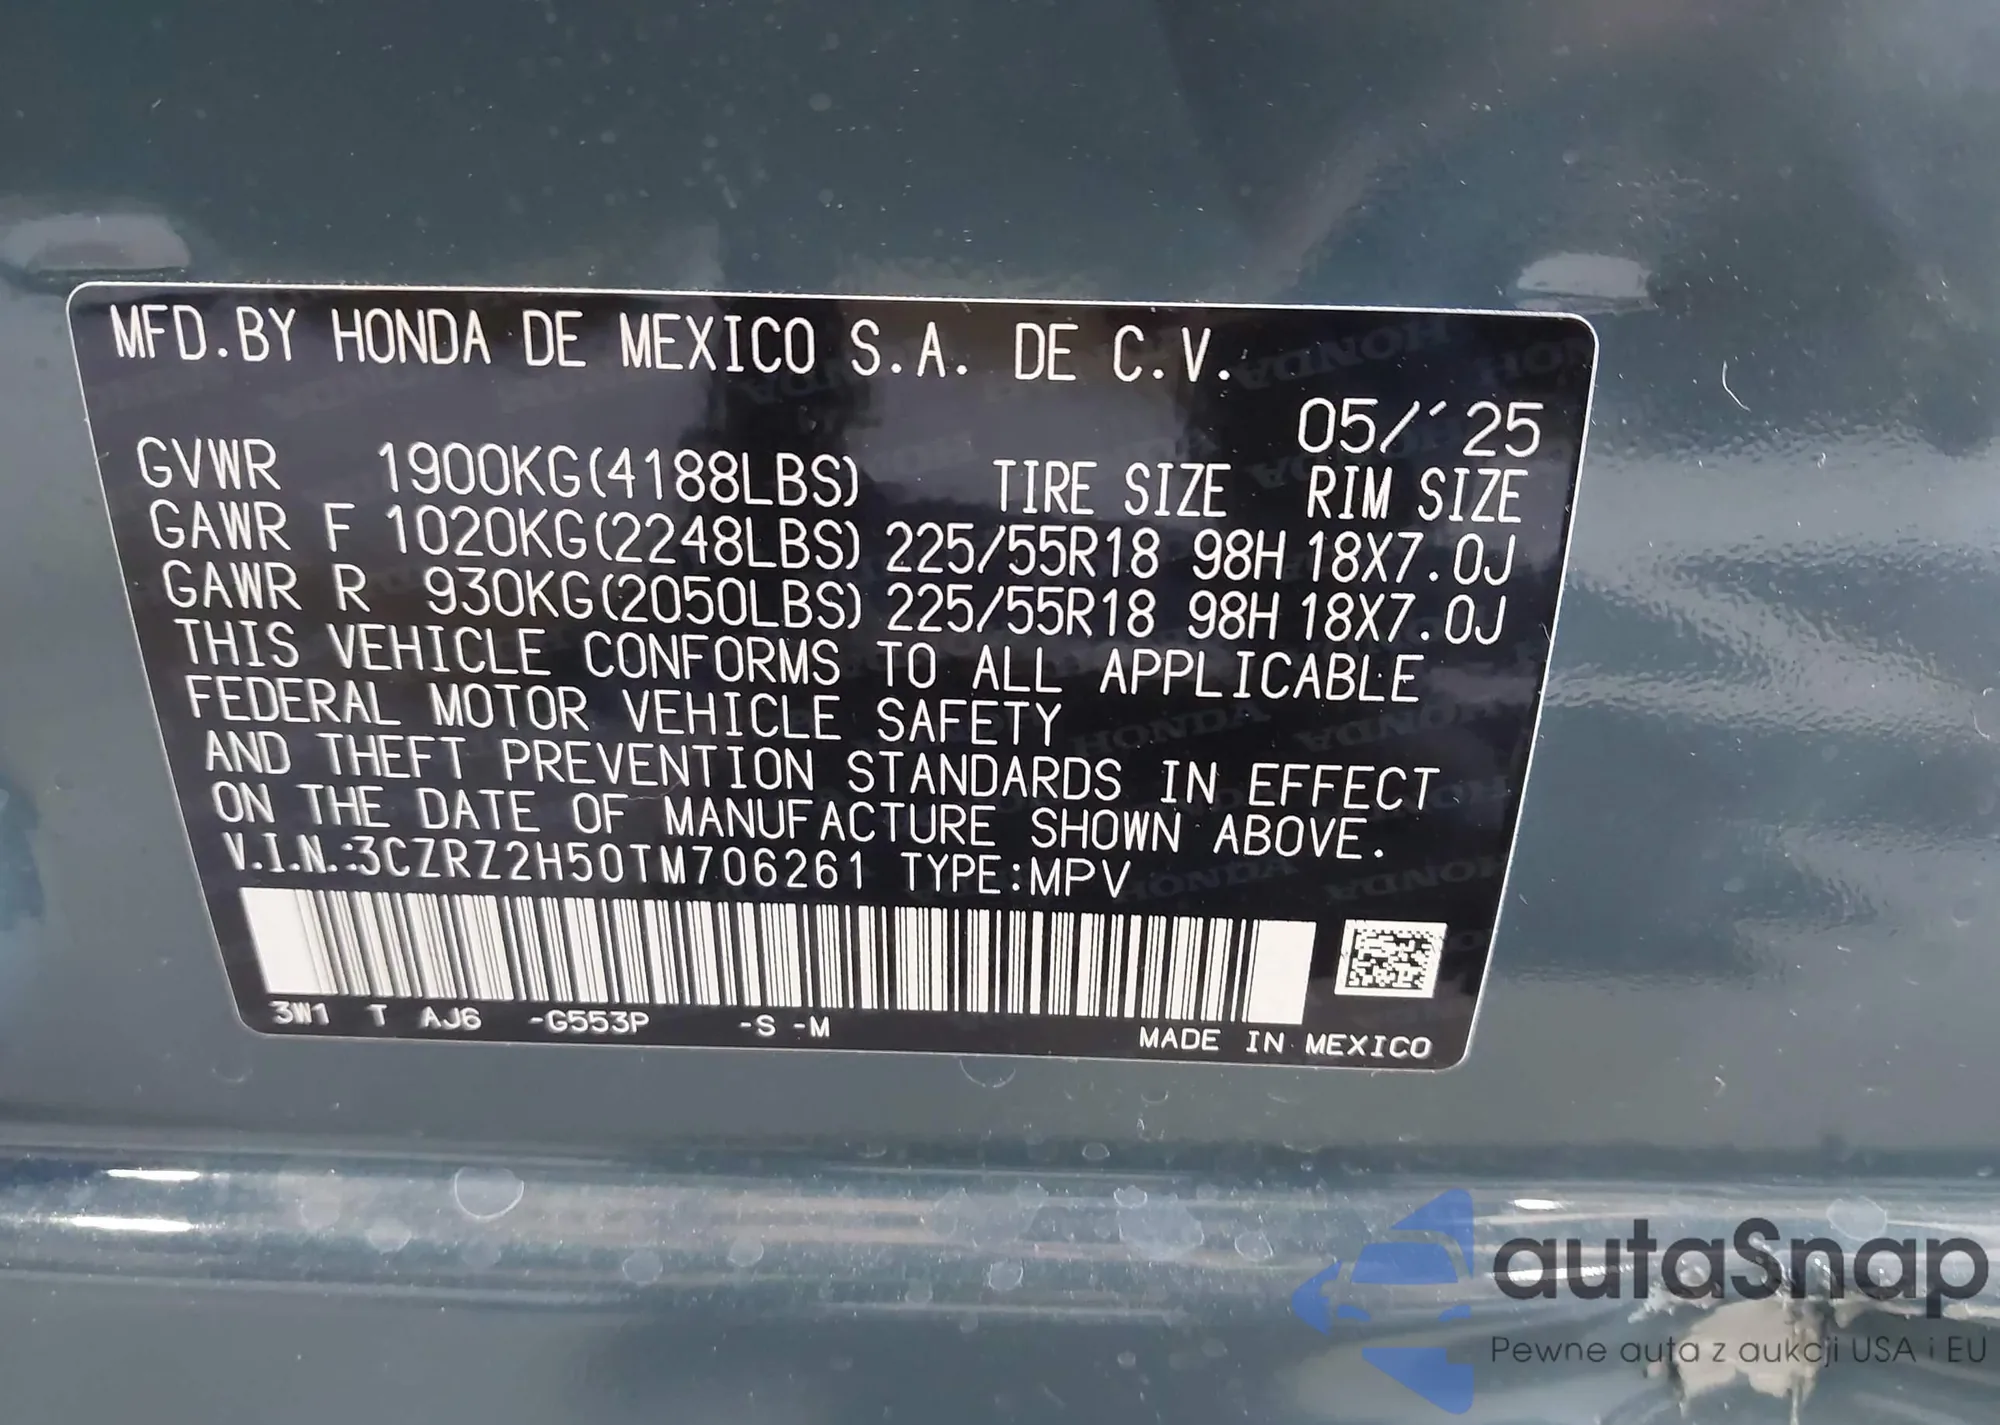 MFD.BY HONDA DE MEXICO S.A. DE C.V.
05/´25
GVWR 1900KG(4188LBS) TIRE SIZE RIM SIZE
GAWR F 1020KG(2248LBS) 225/55R18 98H 18X7.0J
GAWR R 930KG(2050LBS) 225/55R18 98H 18X7.0J
THIS VEHICLE CONFORMS TO ALL APPLICABLE
FEDERAL MOTOR VEHICLE SAFETY
AND THEFT PREVENTION STANDARDS IN EFFECT
ON THE DATE OF MANUFACTURE SHOWN ABOVE.
V.I.N.:3CZRZ2H50TM706261 TYPE:MPV
3W1 T AJ6 -G553P -S -M
MADE IN MEXICO
autaSnap
Pewne auta z aukcji USA i EU